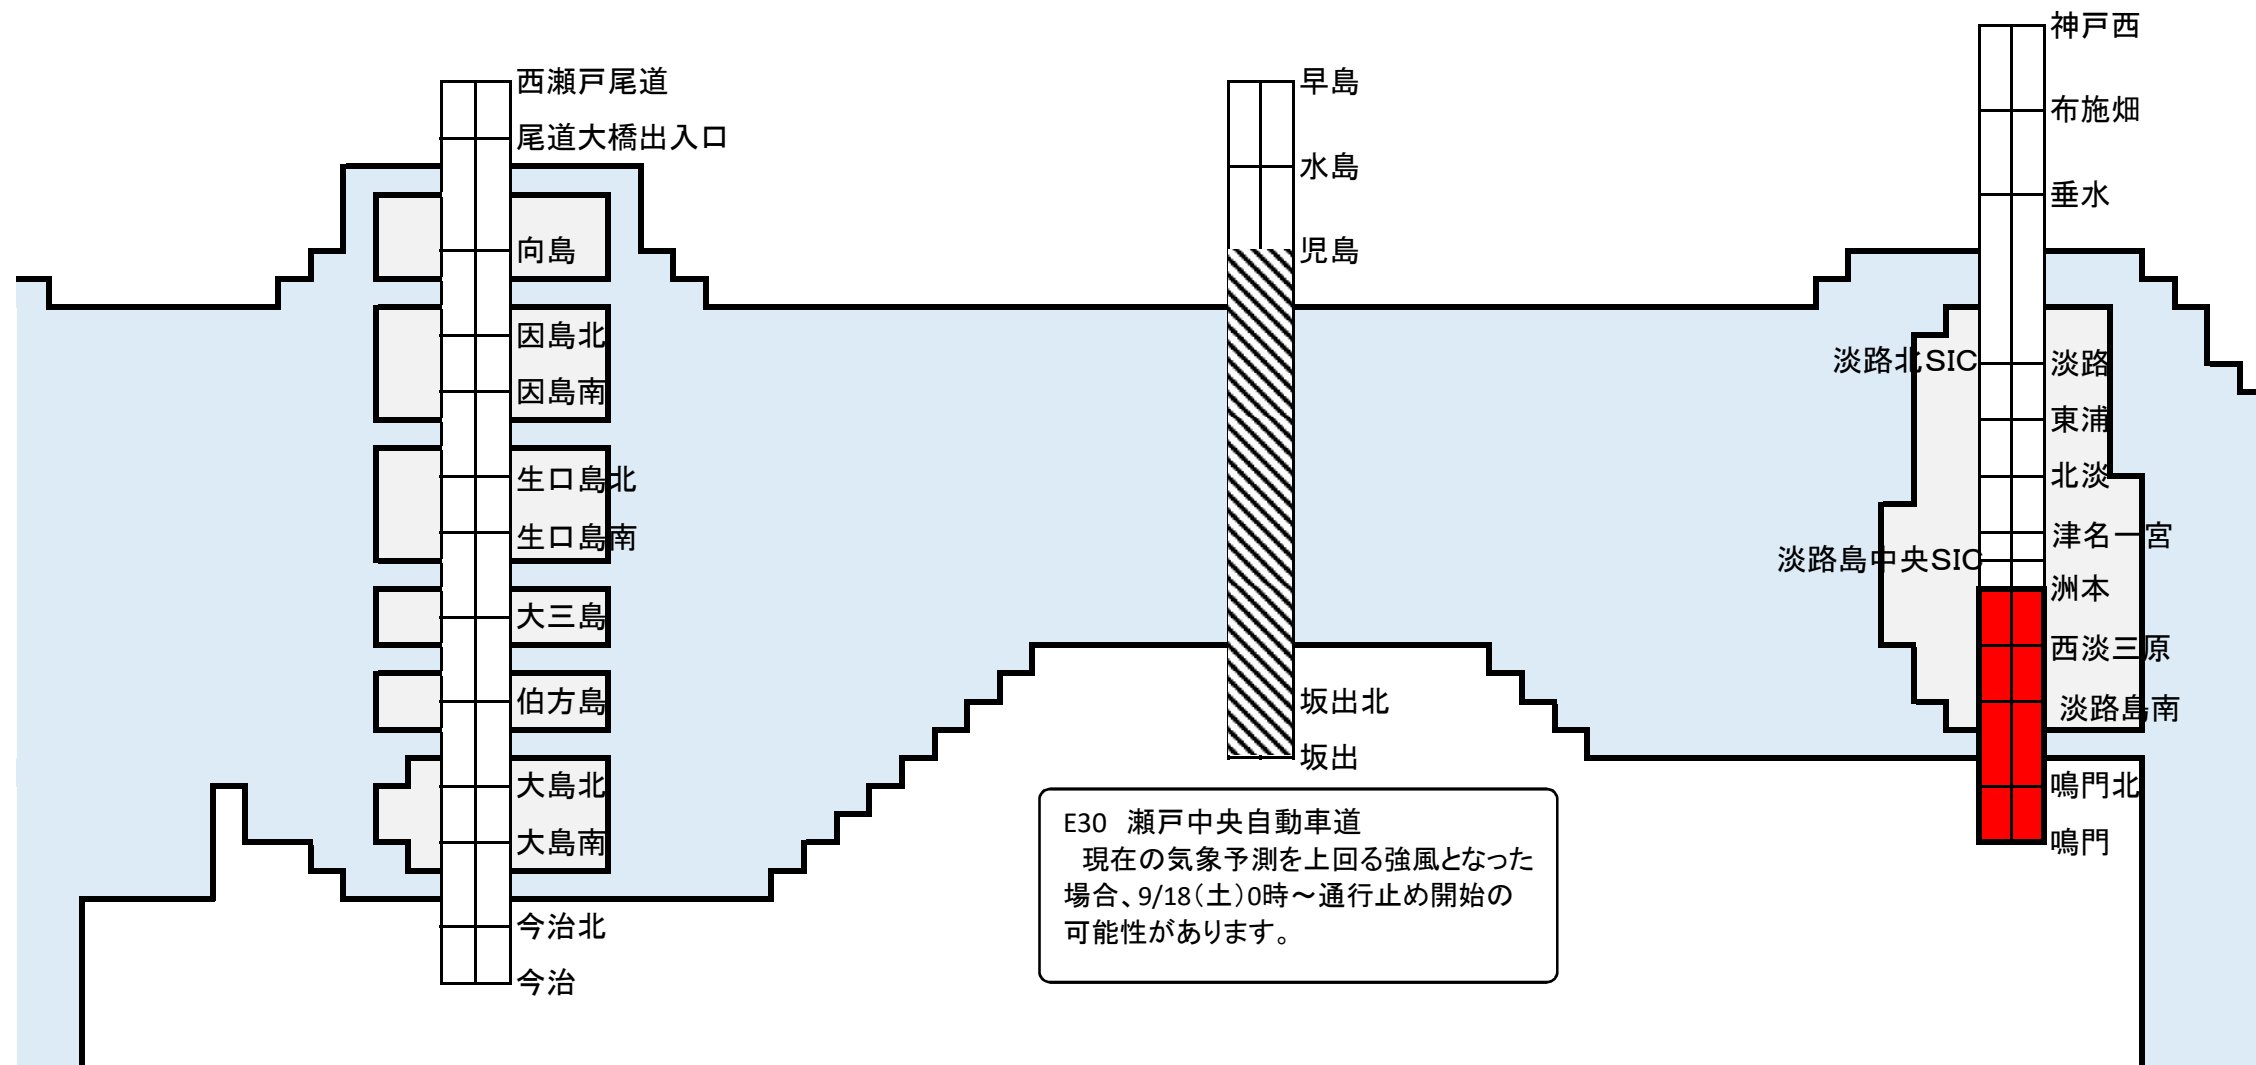 西瀬戸尾道
尾道大橋出入口
向島
因島北
因島南
生口島北
生口島南
大三島
伯方島
大島北
大島南
今治北
今治
早島
水島
児島
坂出北
坂出
E30　瀬戸中央自動車道
　現在の気象予測を上回る強風となった
場合、9/18（土）0時～通行止め開始の
可能性があります。
神戸西
布施畑
垂水
淡路北SIC
淡路
東浦
北淡
津名一宮
淡路島中央SIC
洲本
西淡三原
淡路島南
鳴門北
鳴門